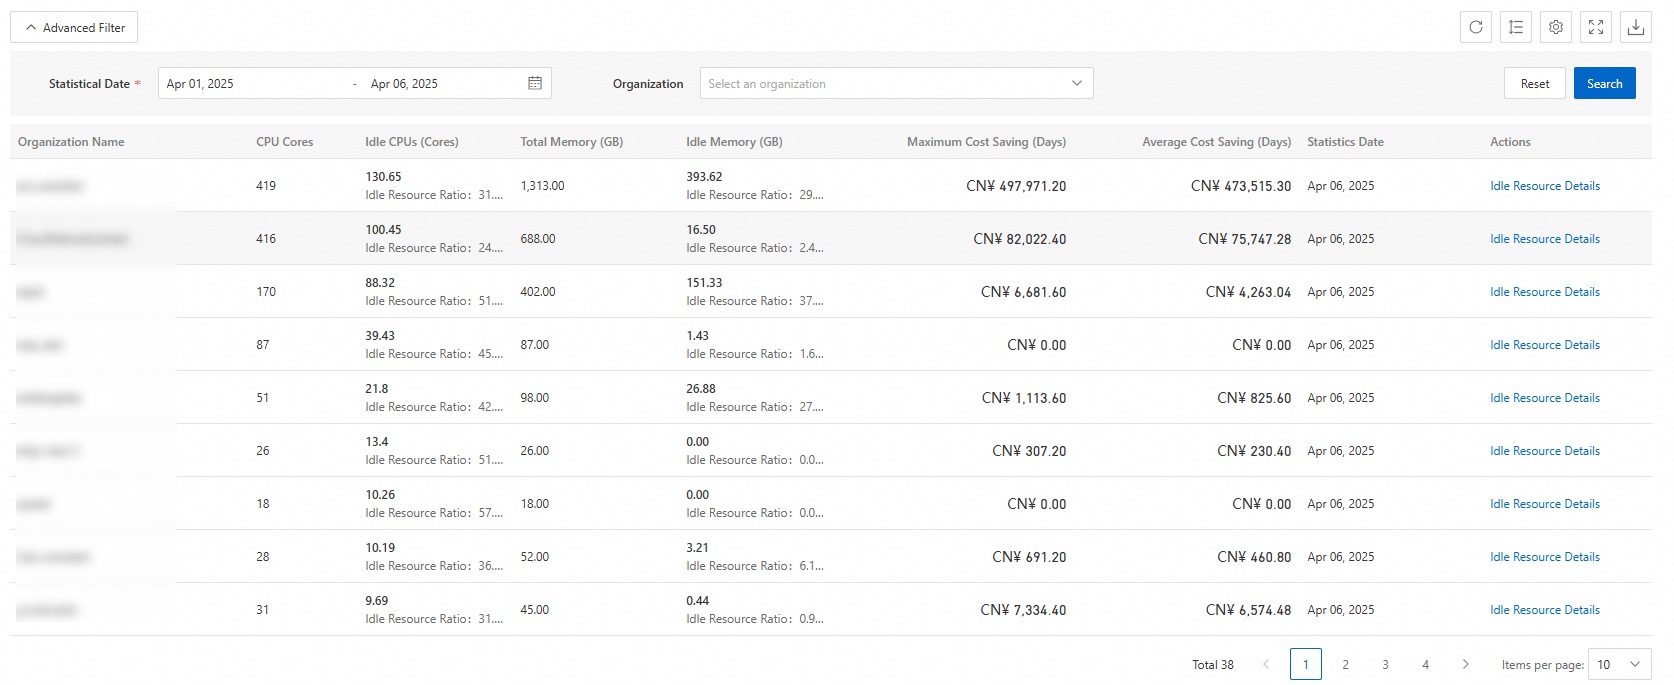 Advanced Filter
Statistical Date * Apr 01, 2025 - Apr 06, 2025 Organization Select an organization Reset Search
Organization Name CPU Cores Idle CPUs (Cores) Total Memory (GB) Idle Memory (GB) Maximum Cost Saving (Days) Average Cost Saving (Days) Statistics Date Actions
419 130.65 Idle Resource Ratio: 31.... 1,313.00 393.62 Idle Resource Ratio: 29.... CN¥ 497,971.20 CN¥ 473,515.30 Apr 06, 2025 Idle Resource Details
416 100.45 Idle Resource Ratio: 24.... 688.00 16.50 Idle Resource Ratio: 2.4... CN¥ 82,022.40 CN¥ 75,747.28 Apr 06, 2025 Idle Resource Details
170 88.32 Idle Resource Ratio: 51.... 402.00 151.33 Idle Resource Ratio: 37.... CN¥ 6,681.60 CN¥ 4,263.04 Apr 06, 2025 Idle Resource Details
87 39.43 Idle Resource Ratio: 45.... 87.00 1.43 Idle Resource Ratio: 1.6... CN¥ 0.00 CN¥ 0.00 Apr 06, 2025 Idle Resource Details
51 21.8 Idle Resource Ratio: 42.... 98.00 26.88 Idle Resource Ratio: 27.... CN¥ 1,113.60 CN¥ 825.60 Apr 06, 2025 Idle Resource Details
26 13.4 Idle Resource Ratio: 51.... 26.00 0.00 Idle Resource Ratio: 0.0... CN¥ 307.20 CN¥ 230.40 Apr 06, 2025 Idle Resource Details
18 10.26 Idle Resource Ratio: 57.... 18.00 0.00 Idle Resource Ratio: 0.0... CN¥ 0.00 CN¥ 0.00 Apr 06, 2025 Idle Resource Details
28 10.19 Idle Resource Ratio: 36.... 52.00 3.21 Idle Resource Ratio: 6.1... CN¥ 691.20 CN¥ 460.80 Apr 06, 2025 Idle Resource Details
31 9.69 Idle Resource Ratio: 31.... 45.00 0.44 Idle Resource Ratio: 0.9... CN¥ 7,334.40 CN¥ 6,574.48 Apr 06, 2025 Idle Resource Details
Total 38 1 2 3 4 Items per page: 10